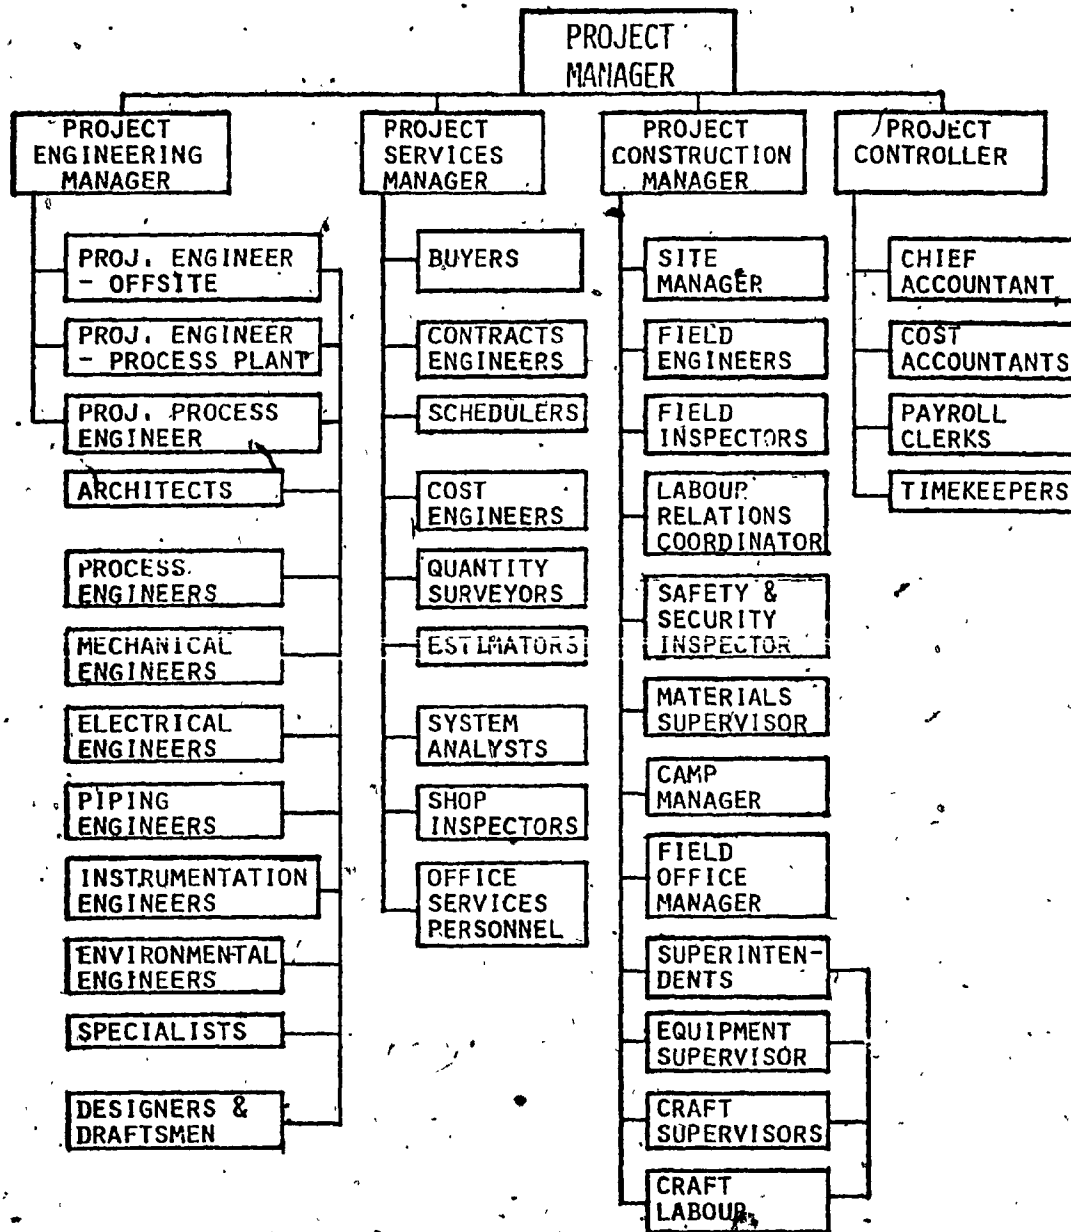 PROJECT
MANAGER
PROJECT
ENGINEERING
MANAGER
PROJ. ENGINEER
- OFFSITE
PROJ. ENGINEER
- PROCESS PLANT
PROJ. PROCESS
ENGINEER
ARCHITECTS
PROCESS
ENGINEERS
MECHANICAL
ENGINEERS
ELECTRICAL
ENGINEERS
PIPING
ENGINEERS
INSTRUMENTATION
ENGINEERS
ENVIRONMENTAL
ENGINEERS
SPECIALISTS
DESIGNERS &
DRAFTSMEN
PROJECT
SERVICES
MANAGER
BUYERS
CONTRACTS
ENGINEERS
SCHEDULERS
COST
ENGINEERS
QUANTITY
SURVEYORS
ESTIMATORS
SYSTEM
ANALYSTS
SHOP
INSPECTORS
OFFICE
SERVICES
PERSONNEL
PROJECT
CONSTRUCTION
MANAGER
SITE
MANAGER
FIELD
ENGINEERS
FIELD
INSPECTORS
LABOUR
RELATIONS
COORDINATOR
SAFETY &
SECURITY
INSPECTOR
MATERIALS
SUPERVISOR
CAMP
MANAGER
FIELD
OFFICE
MANAGER
SUPERINTEN-
DENTS
EQUIPMENT
SUPERVISOR
CRAFT
SUPERVISORS
CRAFT
LABOUR
PROJECT
CONTROLLER
CHIEF
ACCOUNTANT
COST
ACCOUNTANTS
PAYROLL
CLERKS
TIMEKEEPERS